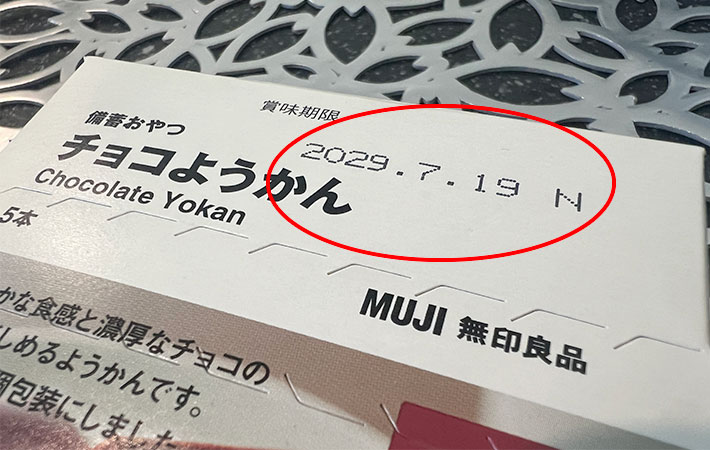 賞味期限
2029.7.19 N
備蓄おやつ
チョコようかん
Chocolate Yokan
5本
MUJI 無印良品
かな食感と濃厚なチョコの
しめるようかんです。
包装にしました